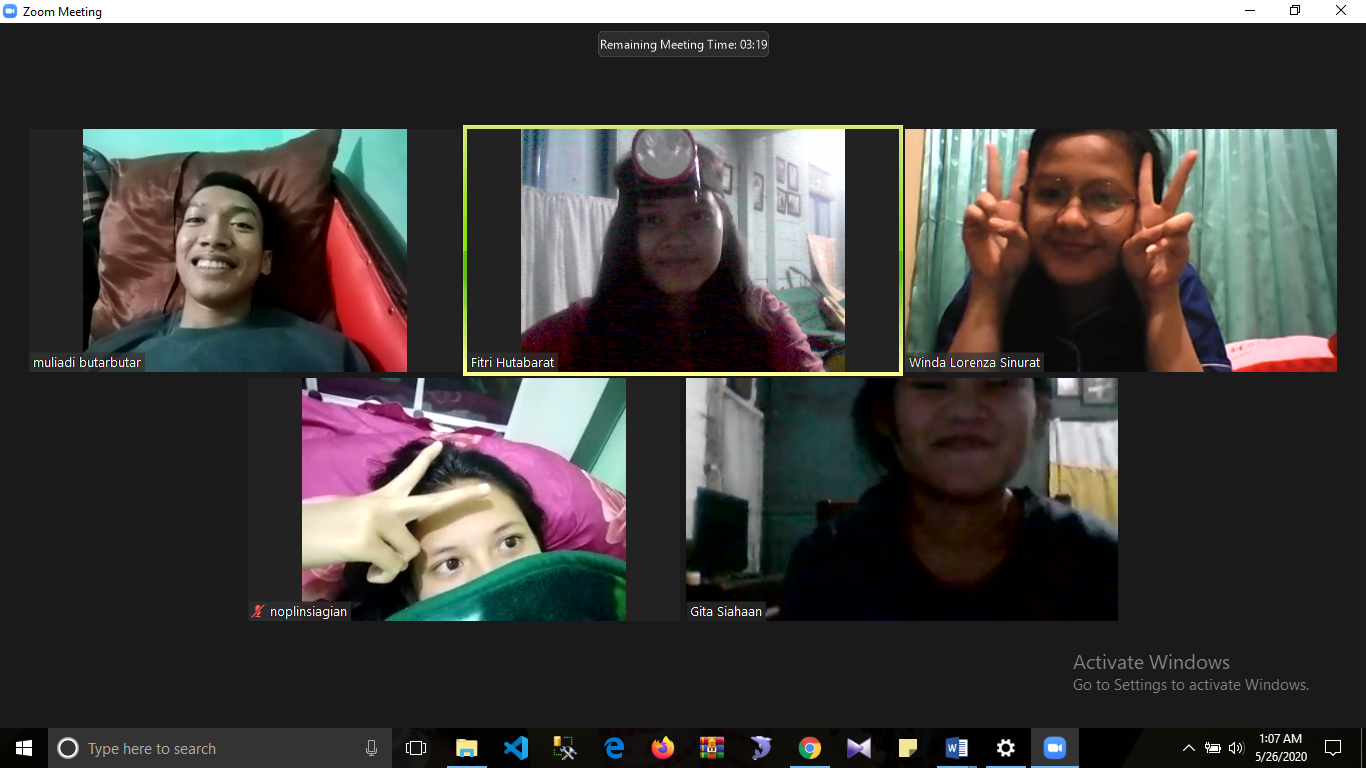 Zoom Meeting
Remaining Meeting Time: 03:19
muliadi butarbutar
Fitri Hutabarat
Winda Lorenza Sinurat
noplinsiagian
Gita Siahaan
Activate Windows
Go to Settings to activate Windows.
Type here to search
1:07 AM
5/26/2020